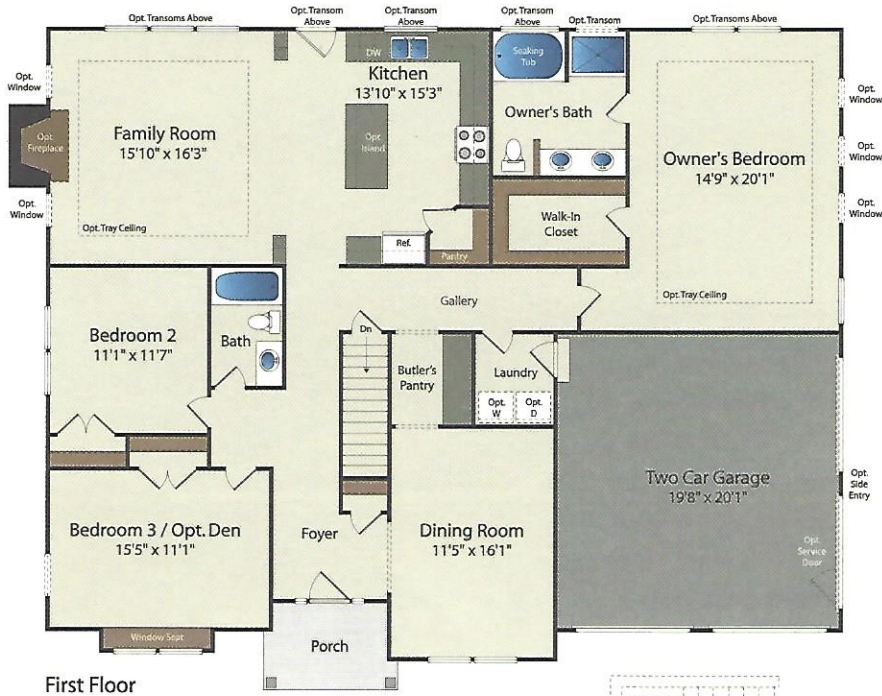 Opt. Transoms Above
Opt. Transom
Above
Opt. Transom
Above
Opt. Transom
Above
Opt. Transom
Opt. Transoms Above
Opt.
Window
Family Room
15'10" x 16'3"
Opt.
Fireplace
Opt.
Window
Opt. Tray Ceiling
DW
Kitchen
13'10" x 15'3"
Opt.
Island
Ref.
Pantry
Soaking
Tub
Owner's Bath
Walk-In
Closet
Owner's Bedroom
14'9" x 20'1"
Opt. Tray Ceiling
Opt.
Window
Opt.
Window
Opt.
Window
Gallery
Bedroom 2
11'1" x 11'7"
Bath
Dn
Butler's
Pantry
Laundry
Opt.
W
Opt.
D
Two Car Garage
19'8" x 20'1"
Opt.
Side
Entry
Opt.
Service
Door
Bedroom 3 / Opt. Den
15'5" x 11'1"
Foyer
Dining Room
11'5" x 16'1"
Window Seat
Porch
First Floor